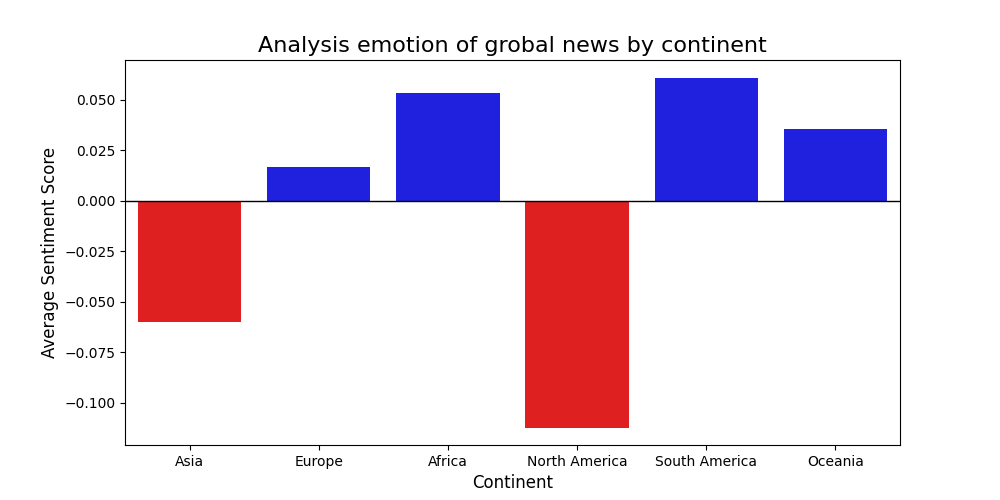 Analysis emotion of grobal news by continent
Average Sentiment Score
0.050
0.025
0.000
−0.025
−0.050
−0.075
−0.100
Asia Europe Africa North America South America Oceania
Continent